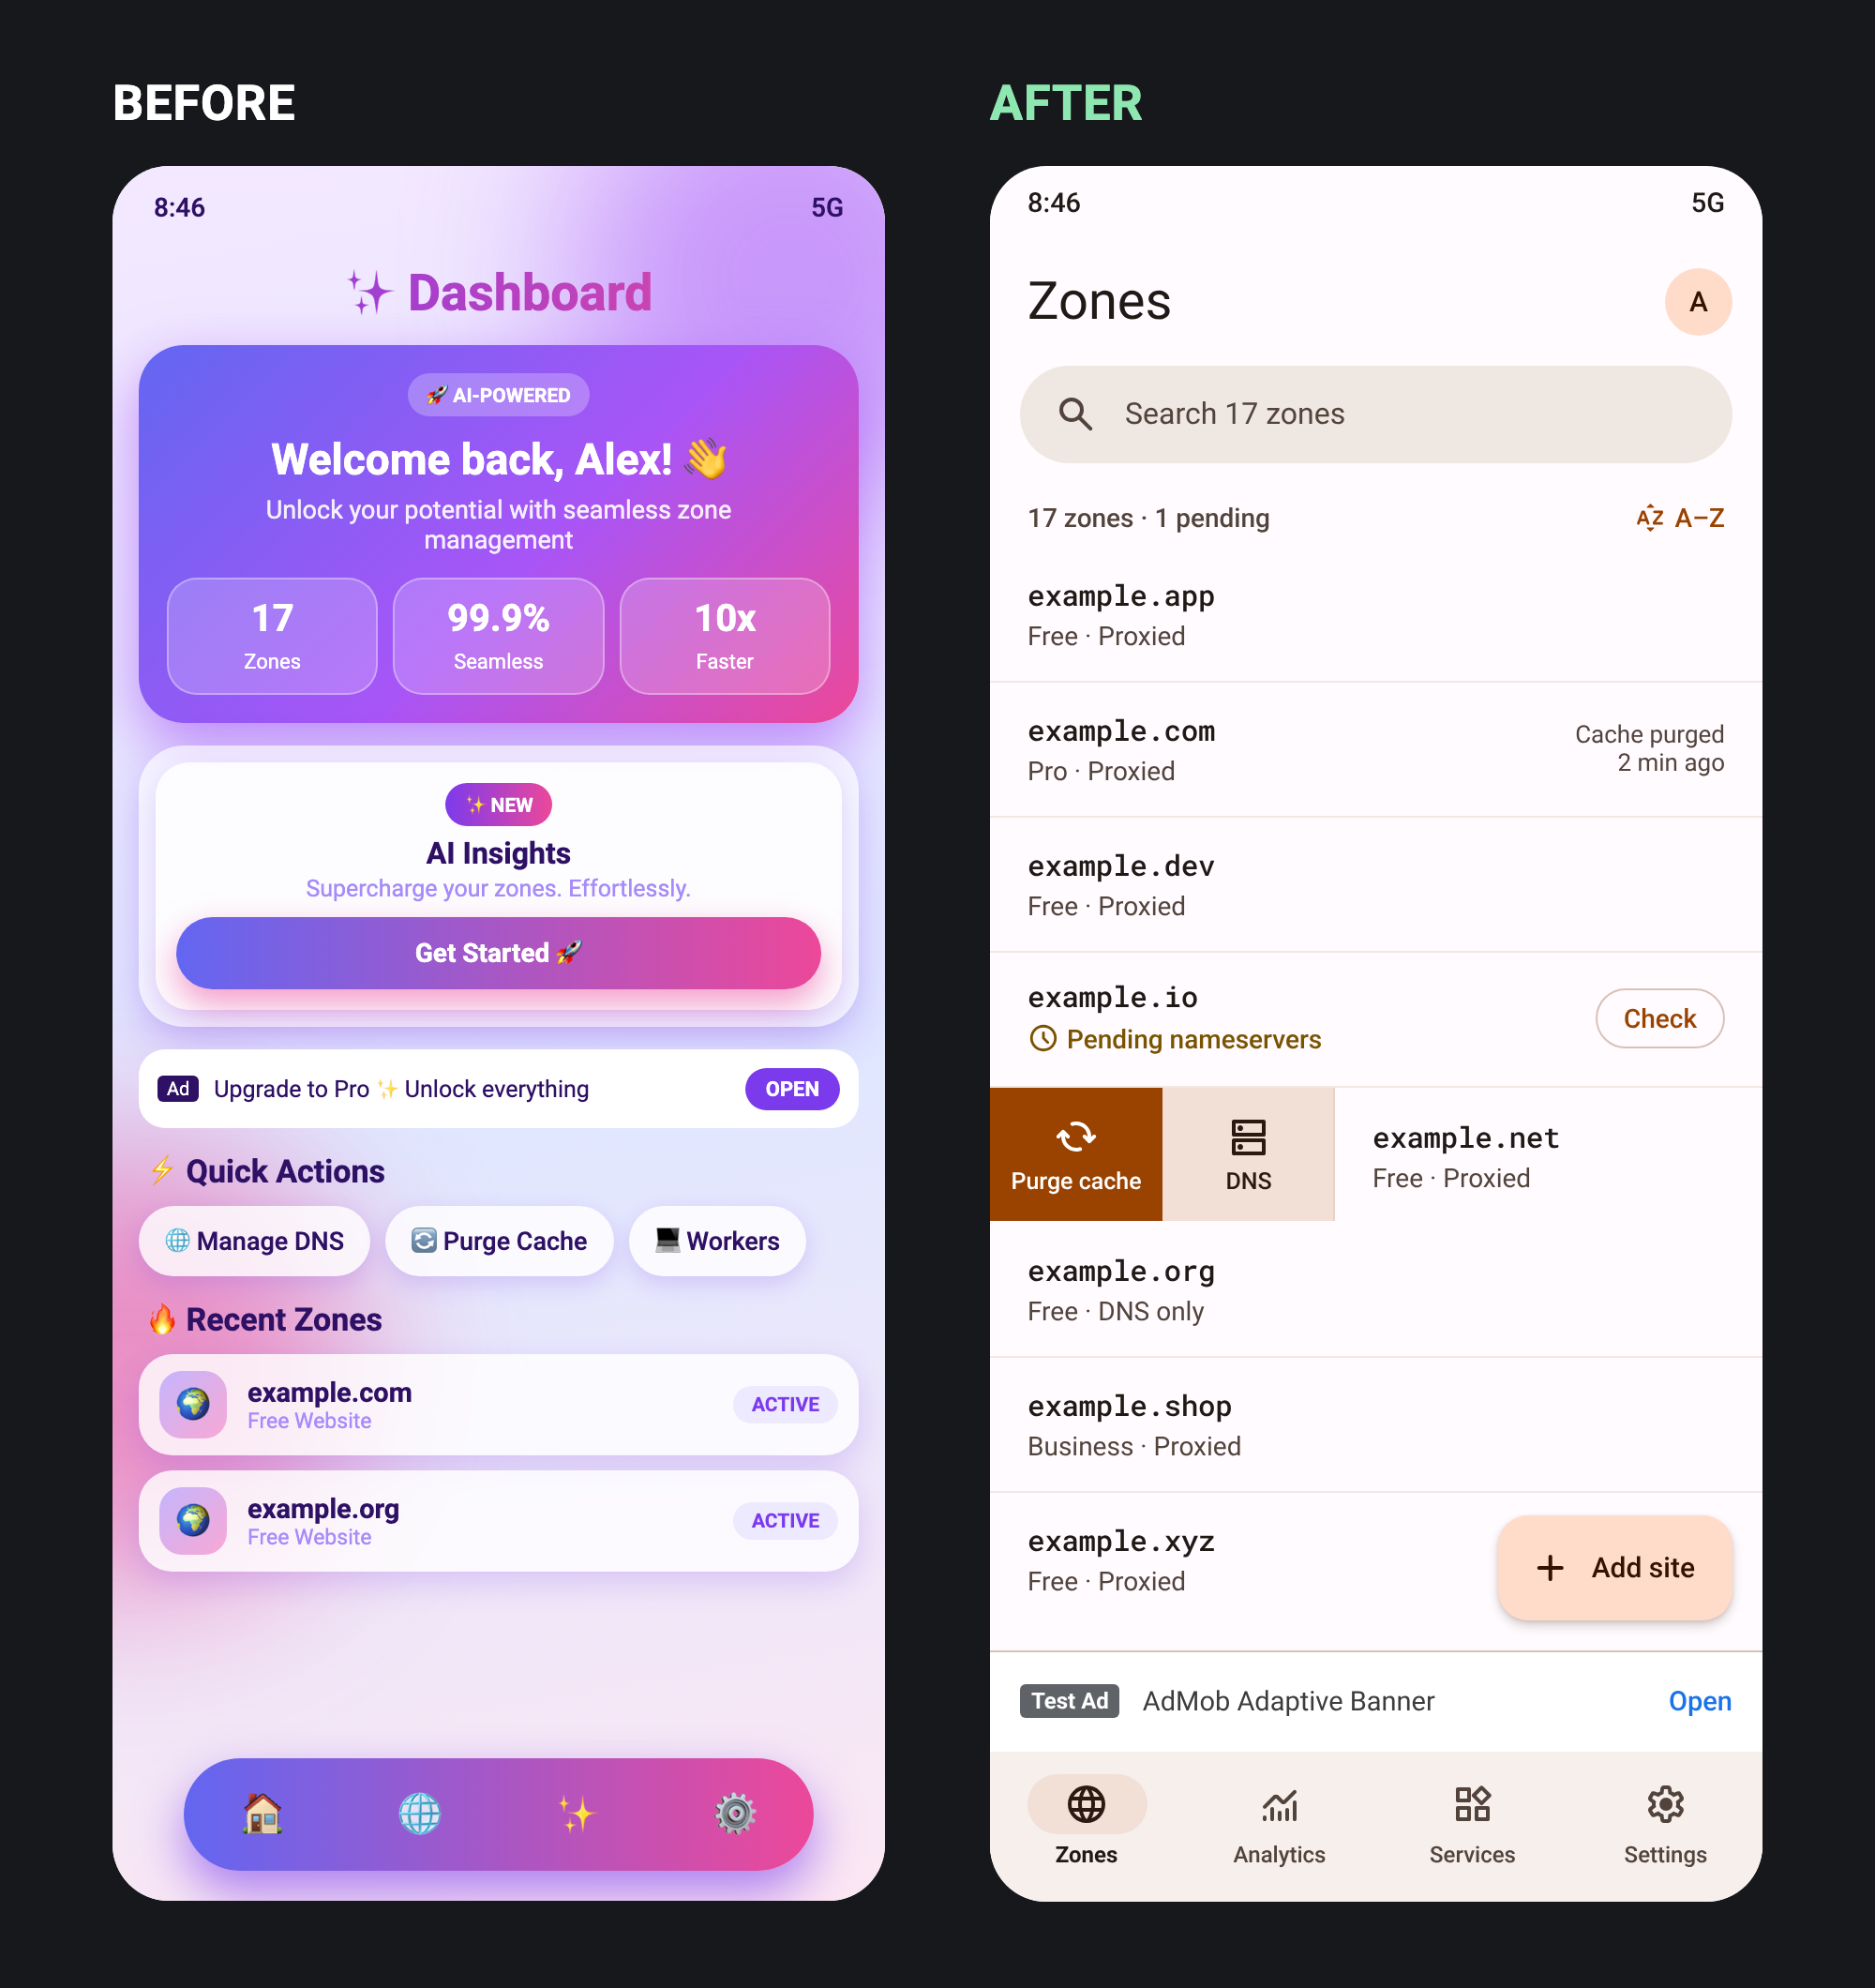 BEFORE
8:46
5G
✨ Dashboard
🚀 AI-POWERED
Welcome back, Alex! 👋
Unlock your potential with seamless zone
management
17
Zones
99.9%
Seamless
10x
Faster
✨ NEW
AI Insights
Supercharge your zones. Effortlessly.
Get Started 🚀
Ad
Upgrade to Pro ✨ Unlock everything
OPEN
⚡ Quick Actions
🌐 Manage DNS
🔄 Purge Cache
💻 Workers
🔥 Recent Zones
example.com
Free Website
ACTIVE
example.org
Free Website
ACTIVE
AFTER
8:46
5G
Zones
A
Search 17 zones
17 zones · 1 pending
AZ A–Z
example.app
Free · Proxied
example.com
Pro · Proxied
Cache purged
2 min ago
example.dev
Free · Proxied
example.io
Pending nameservers
Check
Purge cache
DNS
example.net
Free · Proxied
example.org
Free · DNS only
example.shop
Business · Proxied
example.xyz
Free · Proxied
+ Add site
Test Ad
AdMob Adaptive Banner
Open
Zones
Analytics
Services
Settings